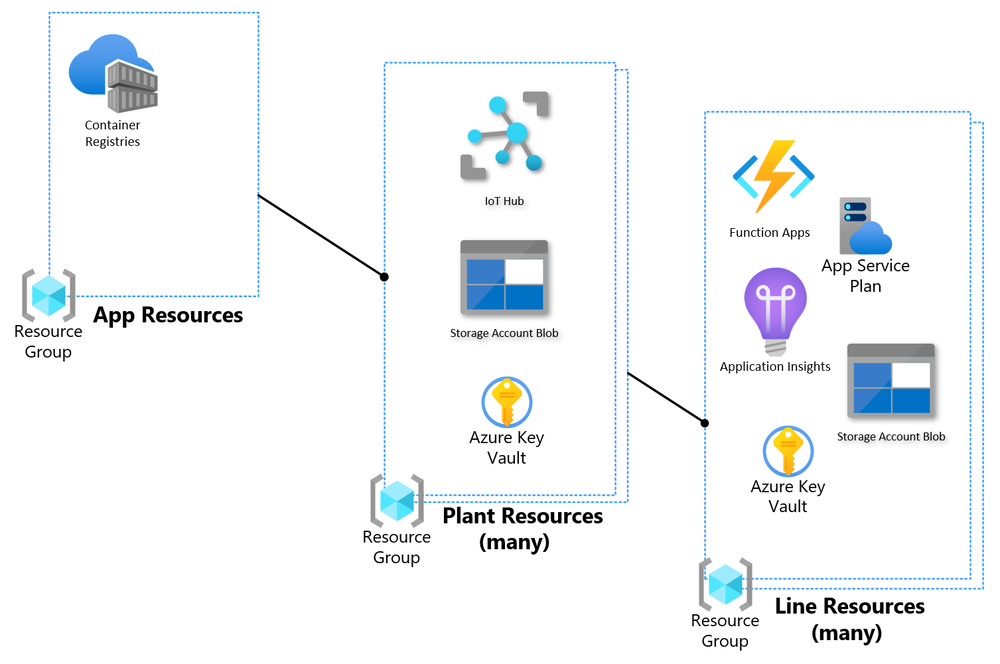 Container
Registries
Resource
Group
App Resources
IoT Hub
Storage Account Blob
Azure Key
Vault
Resource
Group
Plant Resources
(many)
Function Apps
App Service
Plan
Application Insights
Storage Account Blob
Azure Key
Vault
Resource
Group
Line Resources
(many)